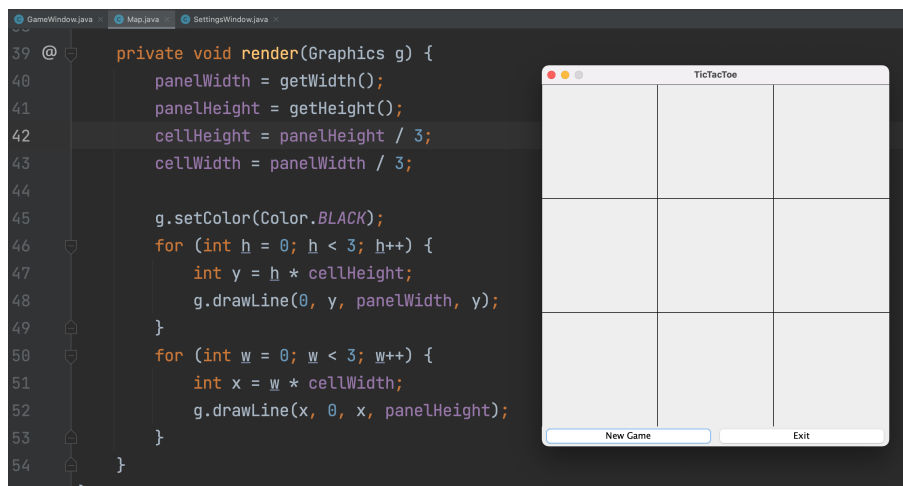 GameWindow.java × Map.java × SettingsWindow.java ×
39 @ private void render(Graphics g) {
40 panelWidth = getWidth();
41 panelHeight = getHeight();
42 cellHeight = panelHeight / 3;
43 cellWidth = panelWidth / 3;
44
45 g.setColor(Color.BLACK);
46 for (int h = 0; h < 3; h++) {
47 int y = h * cellHeight;
48 g.drawLine(0, y, panelWidth, y);
49 }
50 for (int w = 0; w < 3; w++) {
51 int x = w * cellWidth;
52 g.drawLine(x, 0, x, panelHeight);
53 }
54 }
TicTacToe
New Game Exit